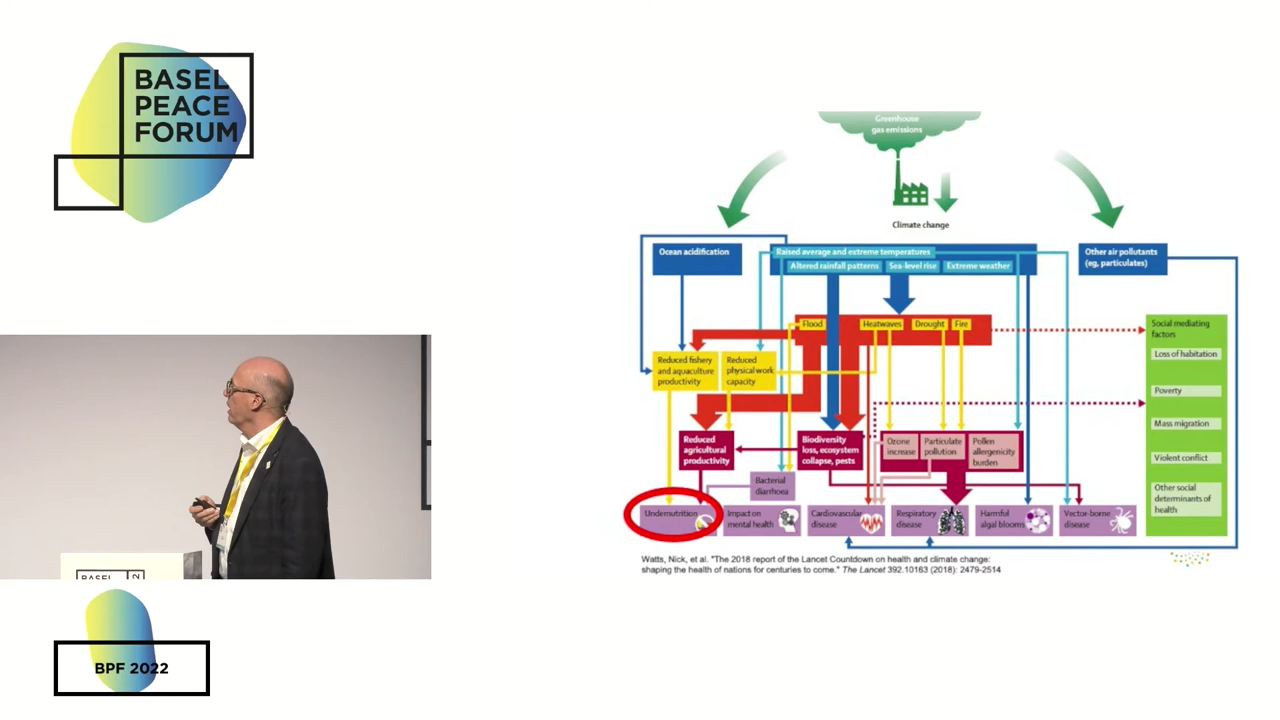 BASEL
PEACE
FORUM
Greenhouse
gas emissions
Climate change
Ocean acidification
Raised average and extreme temperatures
Altered rainfall patterns
Sea-level rise
Extreme weather
Other air pollutants
(eg, particulates)
Flood
Heatwaves
Drought
Fire
Social mediating
factors
Loss of habitation
Poverty
Mass migration
Violent conflict
Other social
determinants of
health
Reduced fishery
and aquaculture
productivity
Reduced
physical work
capacity
Reduced
agricultural
productivity
Biodiversity
loss, ecosystem
collapse, pests
Ozone
increase
Particulate
pollution
Pollen
allergenicity
burden
Bacterial
diarrhoea
Undernutrition
Impact on
mental health
Cardiovascular
disease
Respiratory
disease
Harmful
algal blooms
Vector-borne
disease
Watts, Nick, et al. "The 2018 report of the Lancet Countdown on health and climate change:
shaping the health of nations for centuries to come." The Lancet 392.10163 (2018): 2479-2514
BASEL
BPF 2022